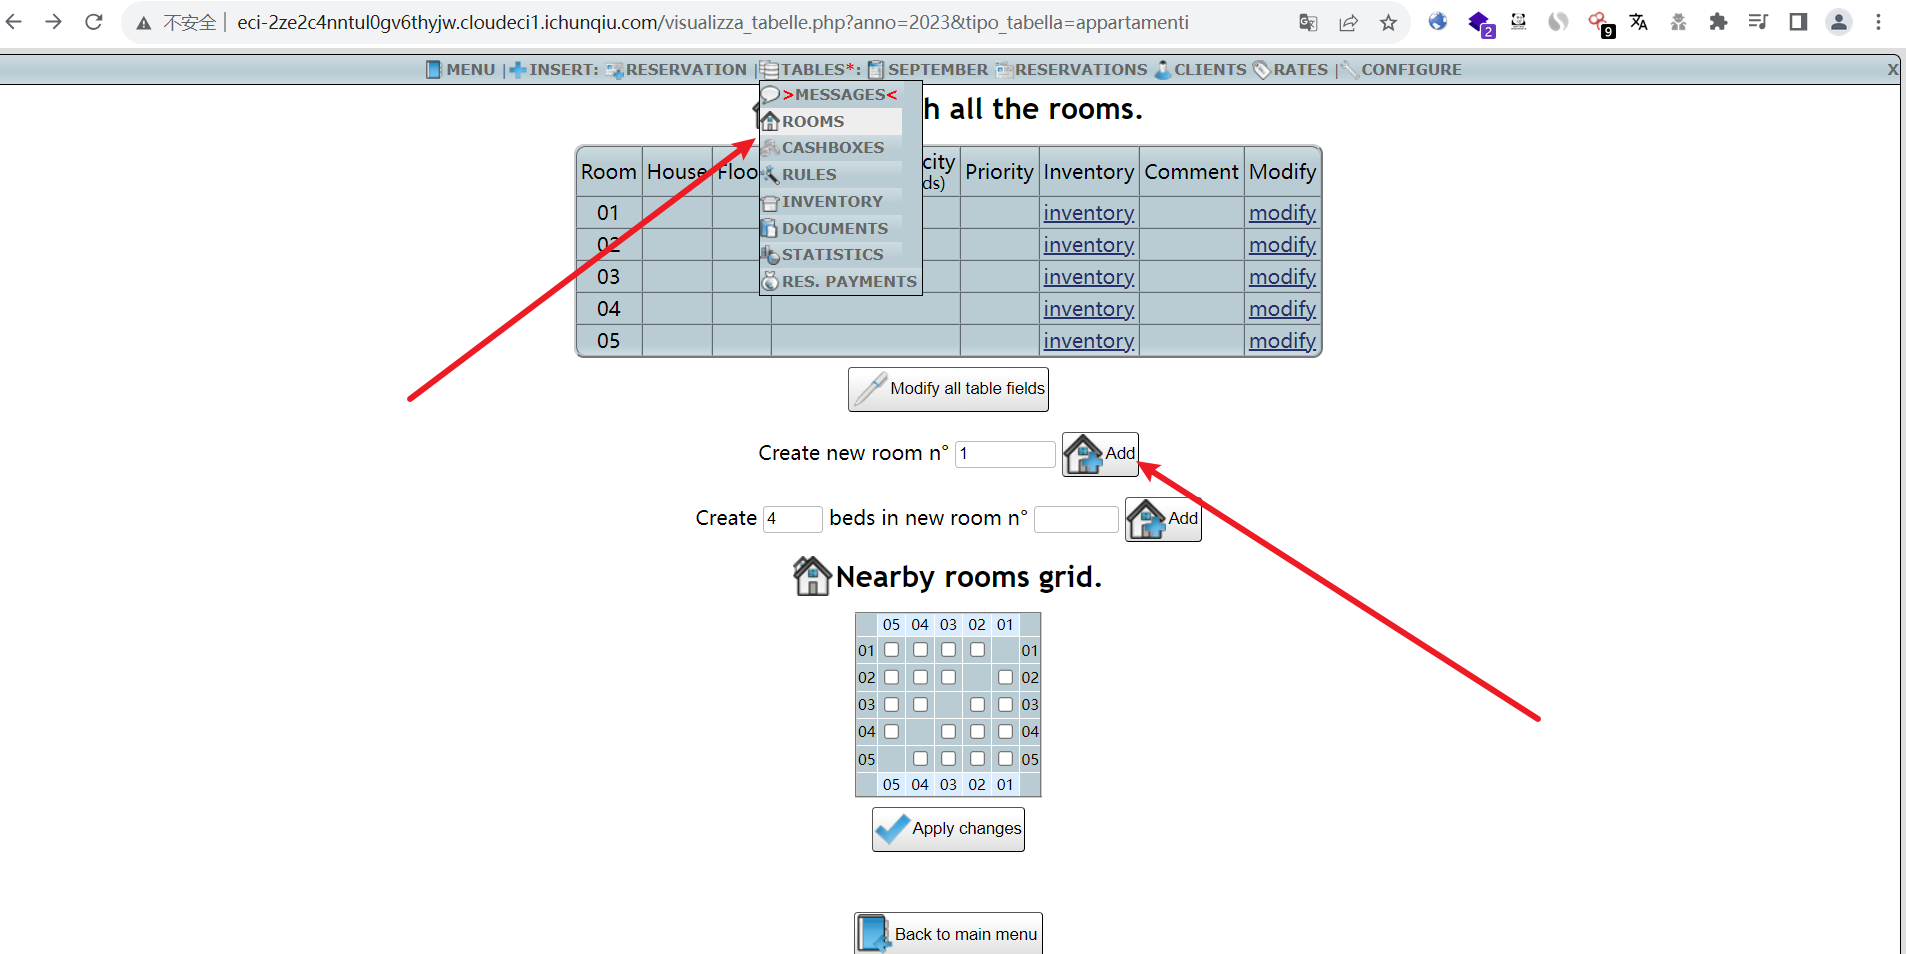 不安全 eci-2ze2c4nntul0gv6thyjw.cloudeci1.ichunqiu.com/visualizza_tabelle.php?anno=2023&tipo_tabella=appartamenti
2
9
MENU | INSERT: RESERVATION | TABLES*: SEPTEMBER RESERVATIONS CLIENTS RATES | CONFIGURE X
>MESSAGES<
ROOMS
CASHBOXES
RULES
INVENTORY
DOCUMENTS
STATISTICS
RES. PAYMENTS
h all the rooms.
Room House Floo city ds) Priority Inventory Comment Modify
01 inventory modify
02 inventory modify
03 inventory modify
04 inventory modify
05 inventory modify
Modify all table fields
Create new room n° 1 Add
Create 4 beds in new room n° Add
Nearby rooms grid.
05 04 03 02 01
01 01
02 02
03 03
04 04
05 05
05 04 03 02 01
Apply changes
Back to main menu